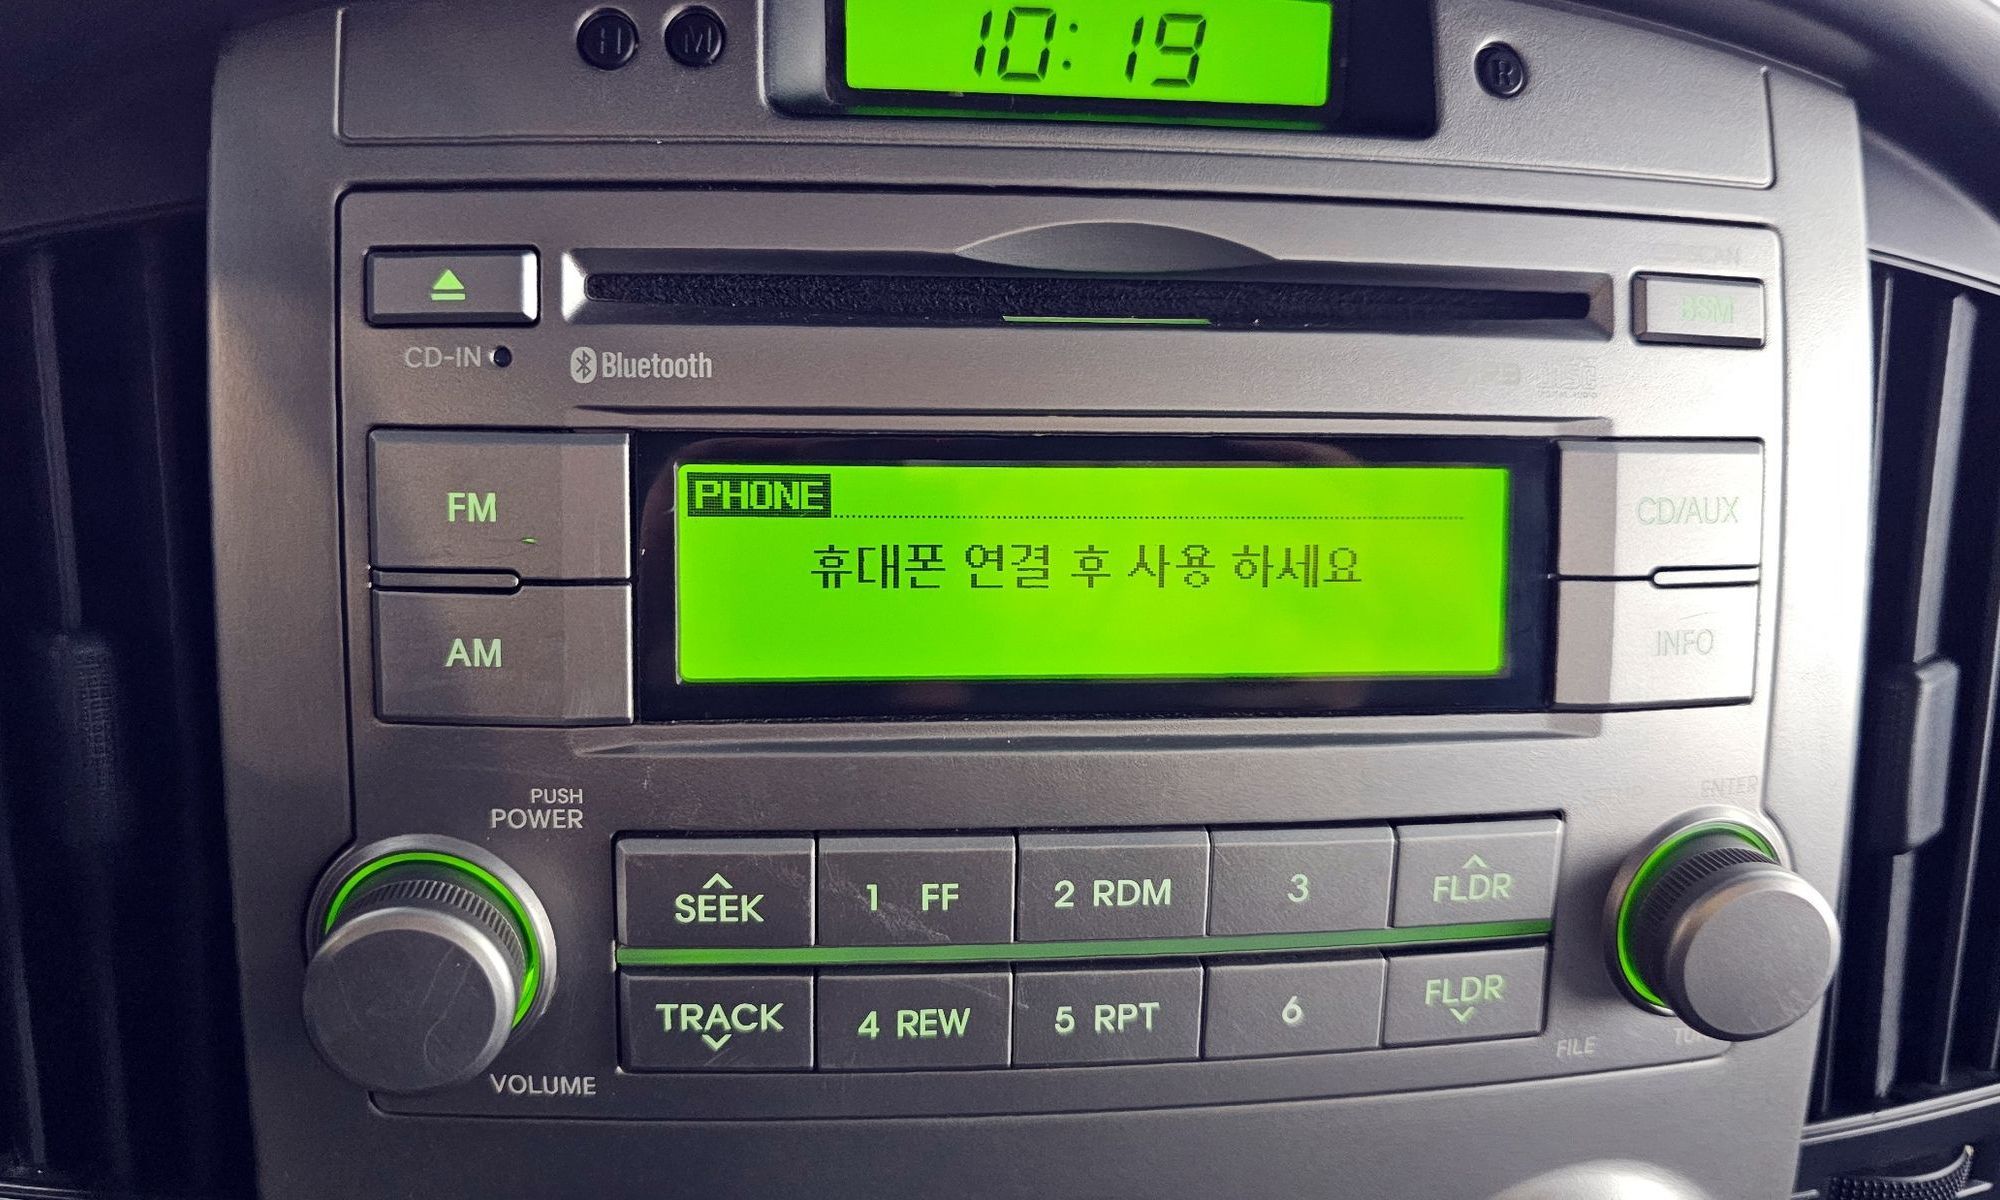 H M
10:19
R
CD-IN
Bluetooth
BSM
FM
AM
PHONE
휴대폰 연결 후 사용 하세요
CD/AUX
INFO
PUSH
POWER
VOLUME
SEEK
1 FF
2 RDM
3
FLDR
TRACK
4 REW
5 RPT
6
FLDR
ENTER
FILE